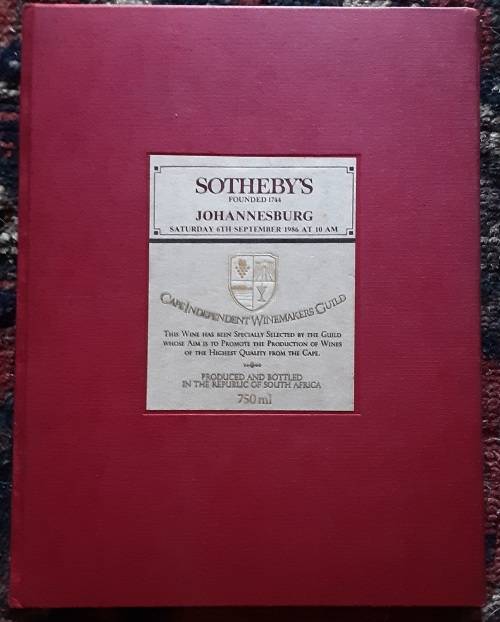 SOTHEBY'S
FOUNDED 1744
JOHANNESBURG
SATURDAY 6TH SEPTEMBER 1986 AT 10 AM
CAPE INDEPENDENT WINEMAKERS GUILD
THIS WINE HAS BEEN SPECIALLY SELECTED BY THE GUILD
WHOSE AIM IS TO PROMOTE THE PRODUCTION OF WINES
OF THE HIGHEST QUALITY FROM THE CAPE.
PRODUCED AND BOTTLED
IN THE REPUBLIC OF SOUTH AFRICA
750 ml